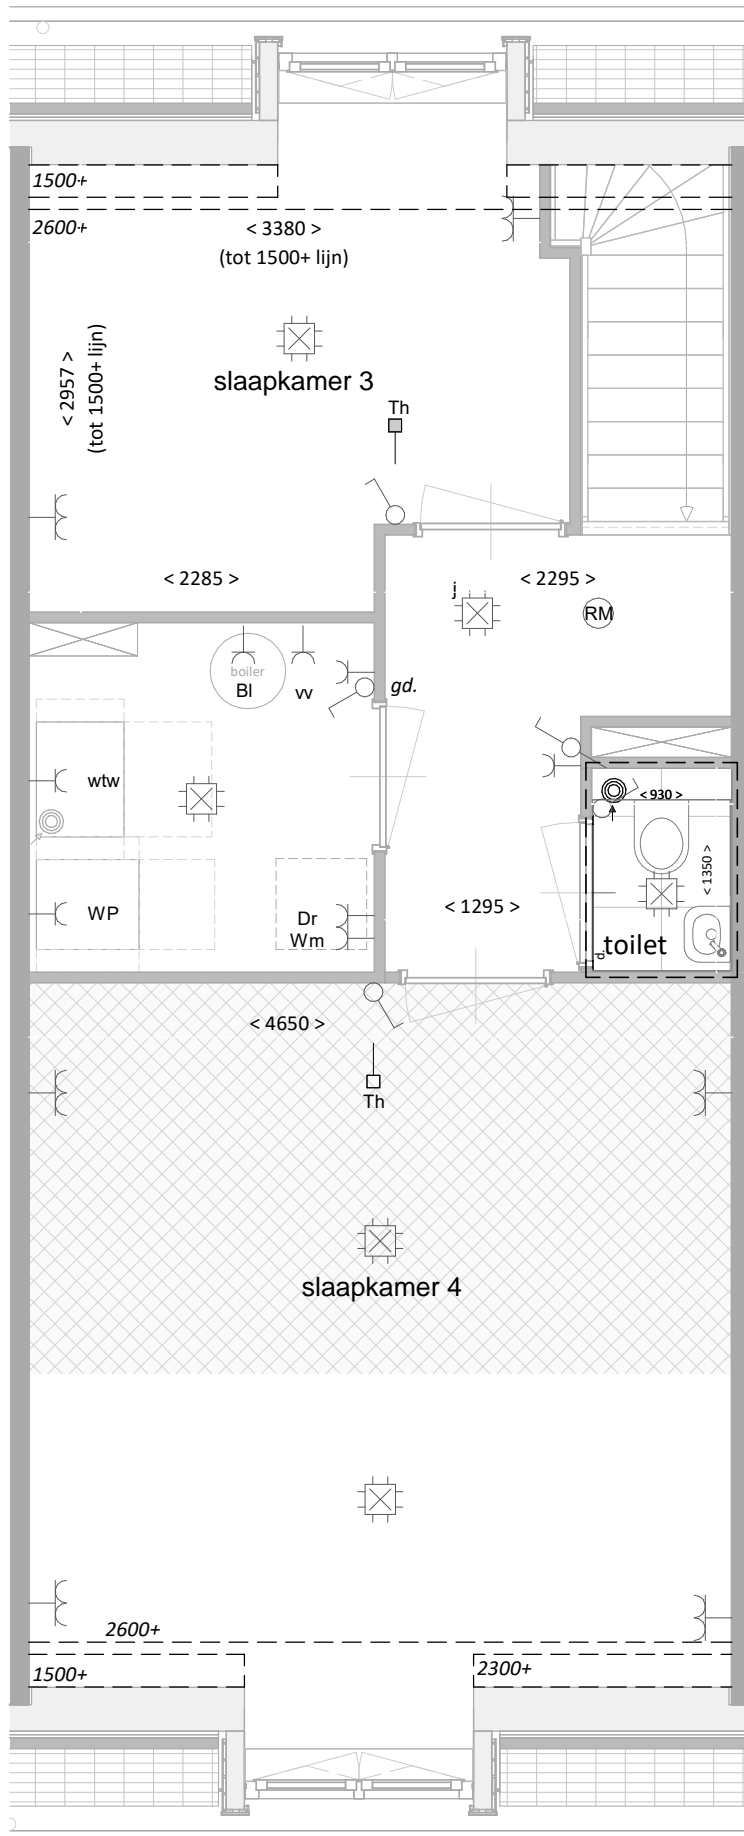 1500+
2600+
< 3380 >
(tot 1500+ lijn)
< 2957 >
(tot 1500+ lijn)
slaapkamer 3
Th
< 2285 >
< 2295 >
j
RM
boiler
Bl
vv
gd.
wtw
< 930 >
< 1350 >
WP
Dr
Wm
< 1295 >
d.
toilet
< 4650 >
Th
slaapkamer 4
2600+
1500+
2300+